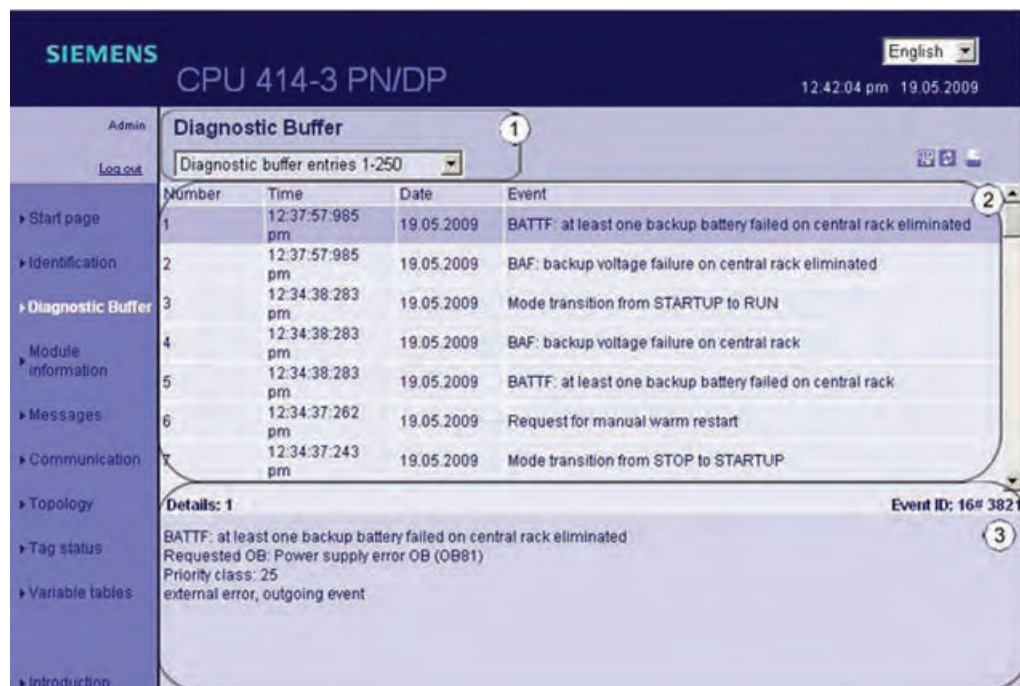 SIEMENS
CPU 414-3 PN/DP
English
12:42:04 pm 19.05.2009
Admin
Log out
Diagnostic Buffer
1
Diagnostic buffer entries 1-250
Number Time Date Event
2
1 12:37:57:985 pm 19.05.2009 BATTF: at least one backup battery failed on central rack eliminated
2 12:37:57:985 pm 19.05.2009 BAF: backup voltage failure on central rack eliminated
3 12:34:38:283 pm 19.05.2009 Mode transition from STARTUP to RUN
4 12:34:38:283 pm 19.05.2009 BAF: backup voltage failure on central rack
5 12:34:38:283 pm 19.05.2009 BATTF: at least one backup battery failed on central rack
6 12:34:37:262 pm 19.05.2009 Request for manual warm restart
7 12:34:37:243 pm 19.05.2009 Mode transition from STOP to STARTUP
Start page
Identification
Diagnostic Buffer
Module information
Messages
Communication
Topology
Tag status
Variable tables
Introduction
Details: 1 Event ID: 16# 3821
3
BATTF: at least one backup battery failed on central rack eliminated
Requested OB: Power supply error OB (OB81)
Priority class: 25
external error, outgoing event